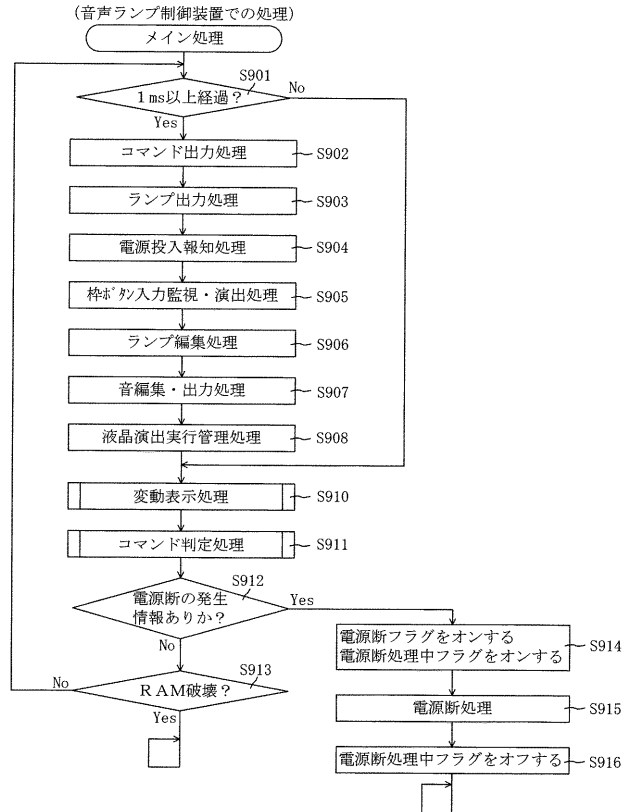 (音声ランプ制御装置での処理)
メイン処理
S901
1ms以上経過?
No
Yes
コマンド出力処理
S902
ランプ出力処理
S903
電源投入報知処理
S904
枠ボタン入力監視・演出処理
S905
ランプ編集処理
S906
音編集・出力処理
S907
液晶演出実行管理処理
S908
変動表示処理
S910
コマンド判定処理
S911
S912
電源断の発生
情報ありか?
Yes
No
電源断フラグをオンする
電源断処理中フラグをオンする
S914
S913
RAM破壊?
No
Yes
電源断処理
S915
電源断処理中フラグをオフする
S916